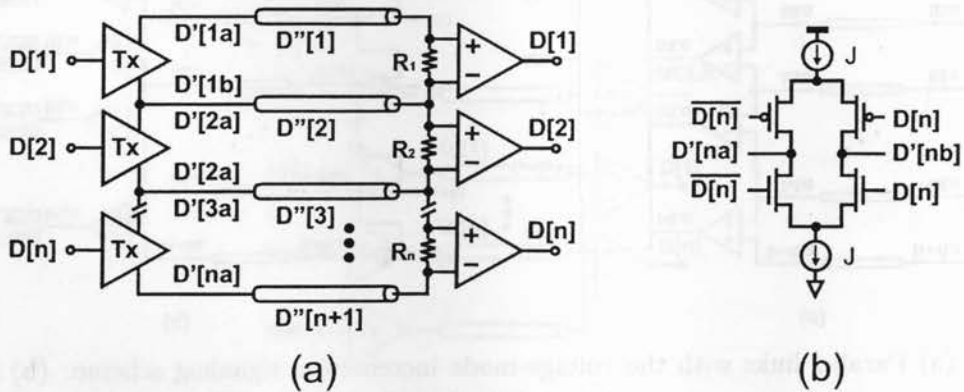 D[1]
Tx
D'[1a]
D''[1]
R1
+
−
D[1]
D'[1b]
D'[2a]
D''[2]
D[2]
Tx
R2
+
−
D[2]
D'[2a]
D'[3a]
D''[3]
D[n]
Tx
Rn
+
−
D[n]
D'[na]
D''[n+1]
(a)
J
D[n]
D[n]
D'[na]
D'[nb]
D[n]
D[n]
J
(b)